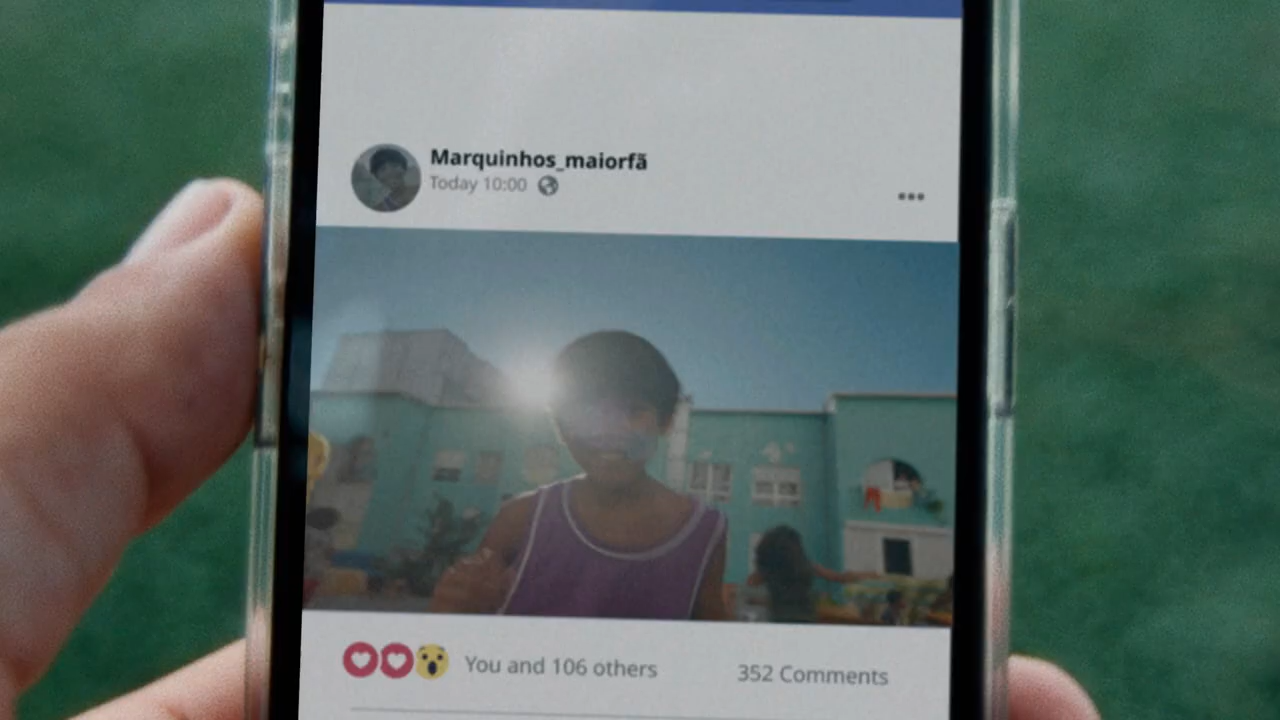 Marquinhos_maiorfã
Today 10:00
You and 106 others
352 Comments